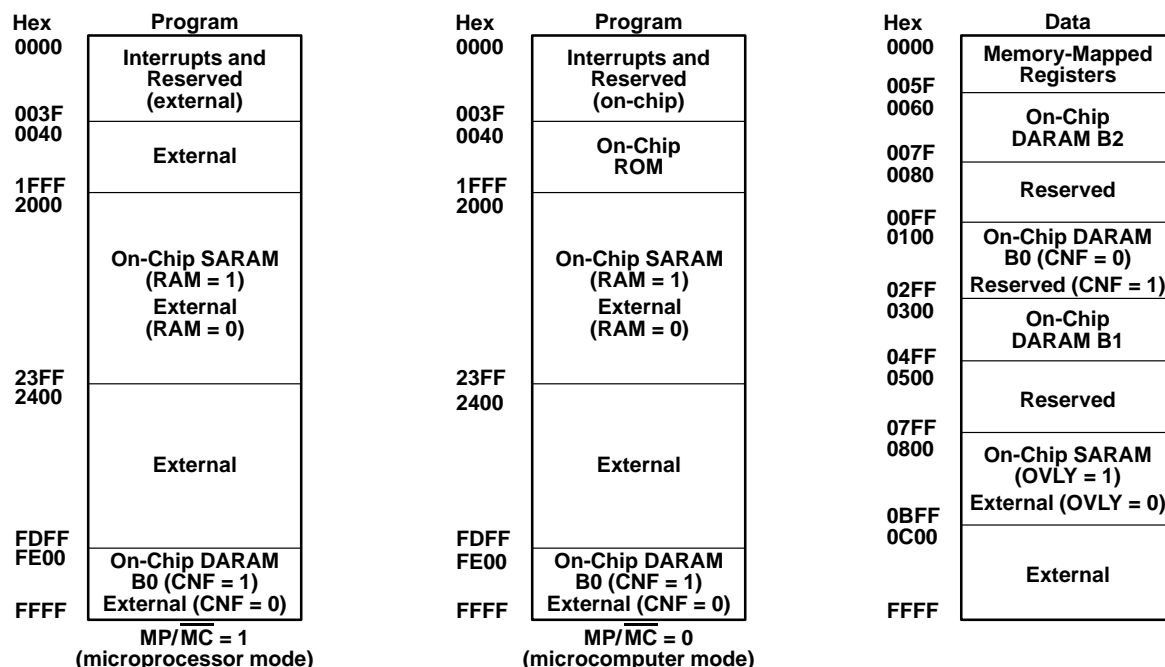 Hex Program
0000
Interrupts and
Reserved
(external)
003F
0040
External
1FFF
2000
On-Chip SARAM
(RAM = 1)
External
(RAM = 0)
23FF
2400
External
FDFF
FE00
On-Chip DARAM
B0 (CNF = 1)
External (CNF = 0)
FFFF
MP/MC = 1
(microprocessor mode)
Hex Program
0000
Interrupts and
Reserved
(on-chip)
003F
0040
On-Chip
ROM
1FFF
2000
On-Chip SARAM
(RAM = 1)
External
(RAM = 0)
23FF
2400
External
FDFF
FE00
On-Chip DARAM
B0 (CNF = 1)
External (CNF = 0)
FFFF
MP/MC = 0
(microcomputer mode)
Hex Data
0000
Memory-Mapped
Registers
005F
0060
On-Chip
DARAM B2
007F
0080
Reserved
00FF
0100
On-Chip DARAM
B0 (CNF = 0)
Reserved (CNF = 1)
02FF
0300
On-Chip
DARAM B1
04FF
0500
Reserved
07FF
0800
On-Chip SARAM
(OVLY = 1)
External (OVLY = 0)
0BFF
0C00
External
FFFF